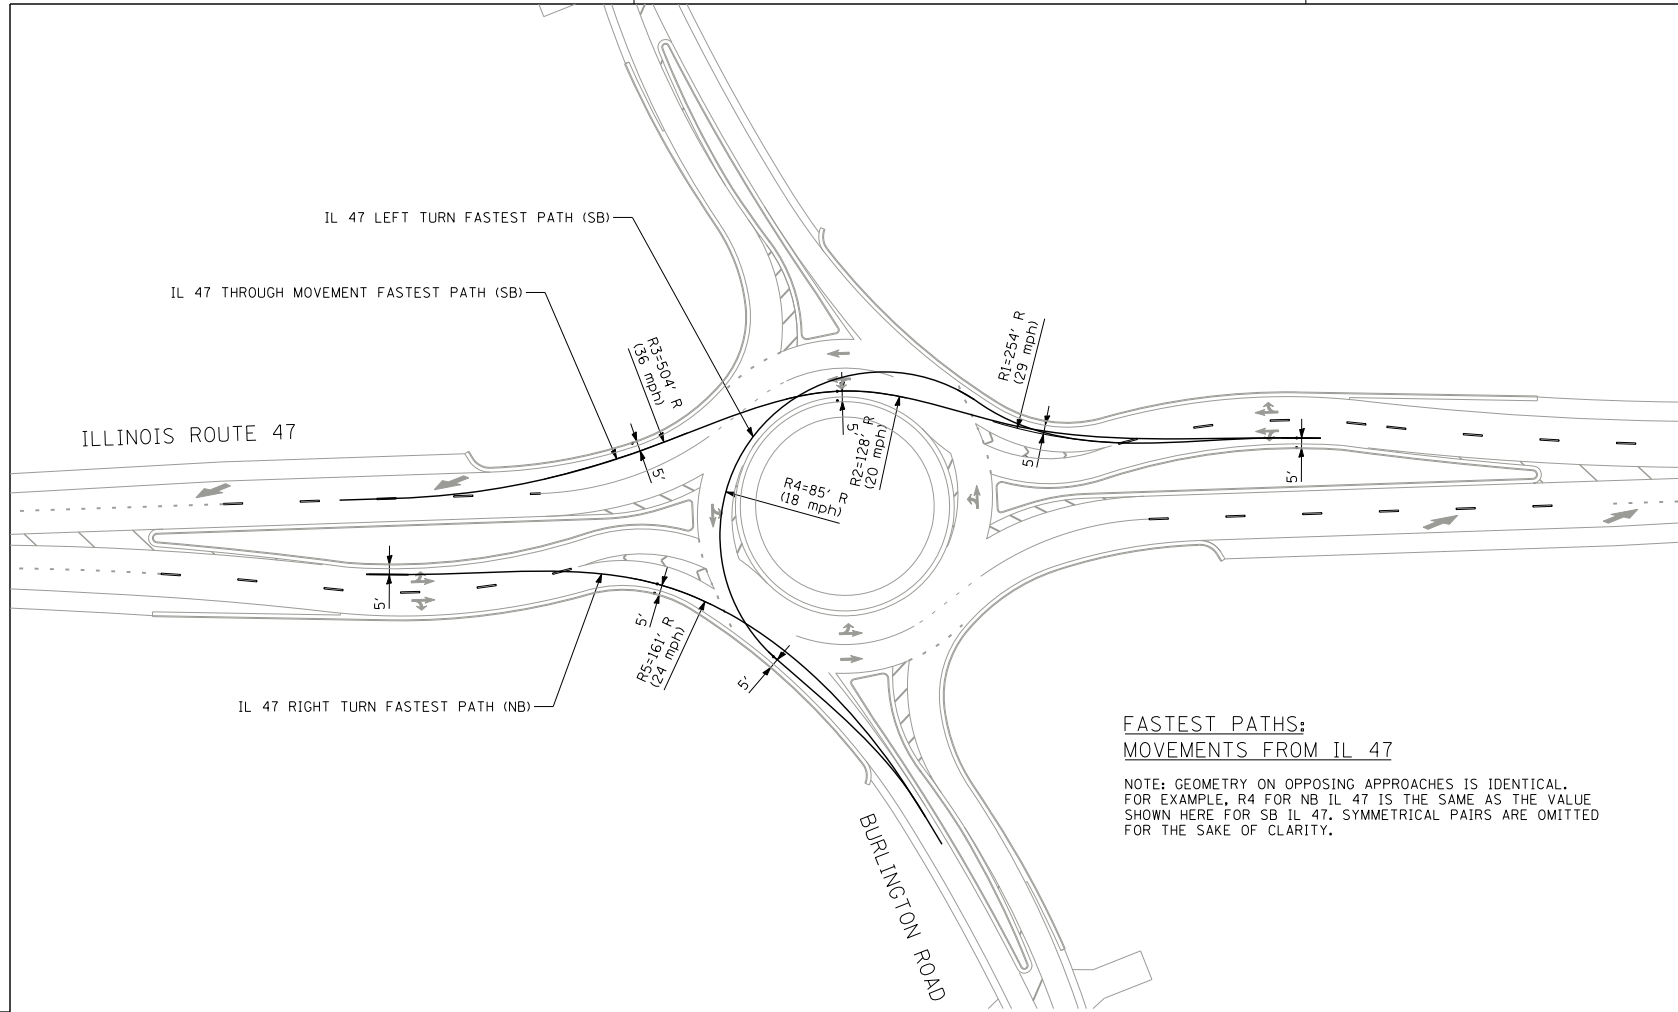 IL 47 LEFT TURN FASTEST PATH (SB)
IL 47 THROUGH MOVEMENT FASTEST PATH (SB)
R3=504' R
(36 mph)
R1=254' R
(29 mph)
ILLINOIS ROUTE 47
5'
5'
R2=128' R
(20 mph)
5'
5'
R4=85' R
(18 mph)
5'
5'
R5=161' R
(24 mph)
5'
IL 47 RIGHT TURN FASTEST PATH (NB)
BURLINGTON ROAD
FASTEST PATHS:
MOVEMENTS FROM IL 47
NOTE: GEOMETRY ON OPPOSING APPROACHES IS IDENTICAL.
FOR EXAMPLE, R4 FOR NB IL 47 IS THE SAME AS THE VALUE
SHOWN HERE FOR SB IL 47. SYMMETRICAL PAIRS ARE OMITTED
FOR THE SAKE OF CLARITY.